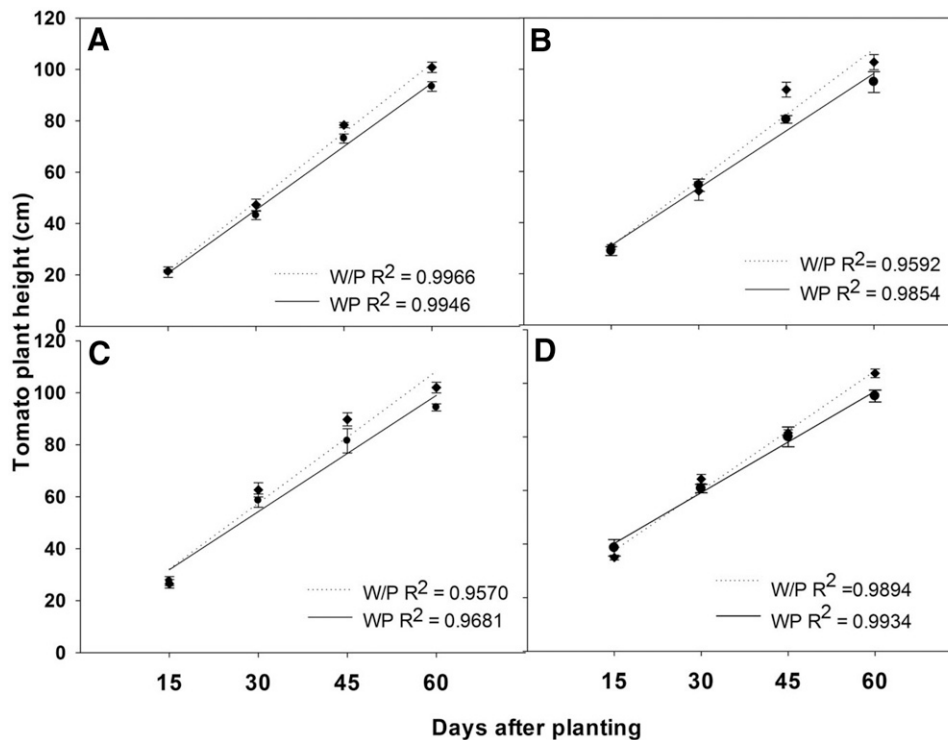 Tomato plant height (cm)
120
100
80
60
40
20
0
A
W/P R2 = 0.9966
WP R2 = 0.9946
B
W/P R2 = 0.9592
WP R2 = 0.9854
120
100
80
60
40
20
0
C
W/P R2 = 0.9570
WP R2 = 0.9681
D
W/P R2 =0.9894
WP R2 = 0.9934
15 30 45 60 15 30 45 60
Days after planting